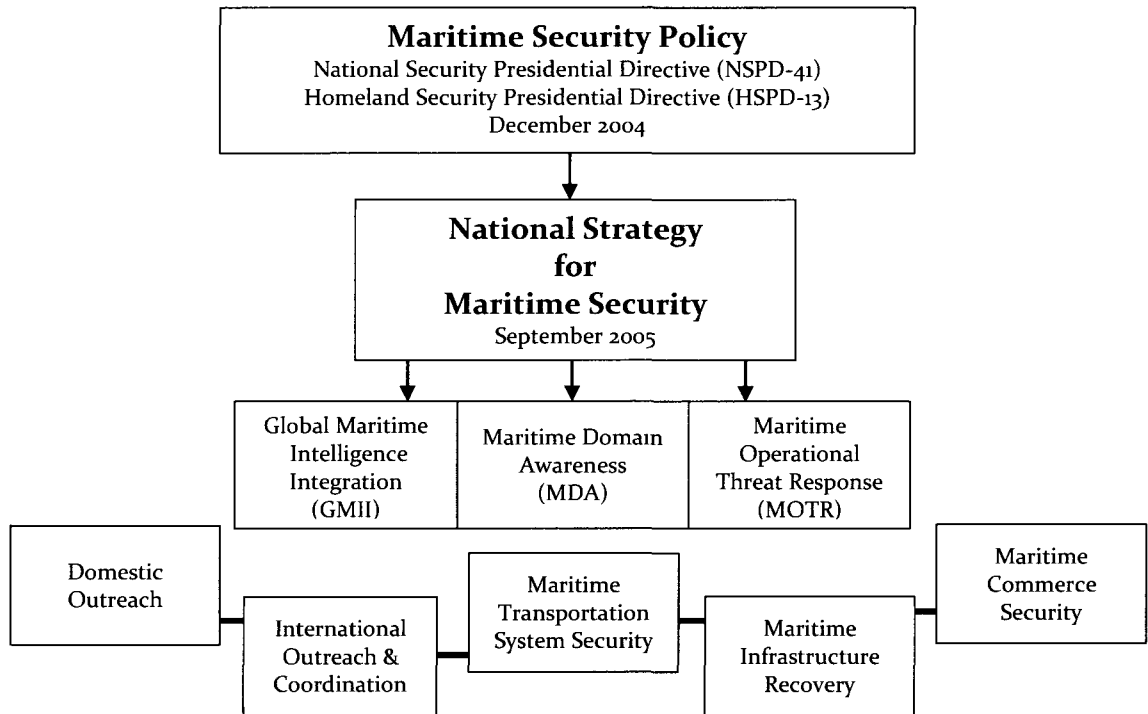 Maritime Security Policy
National Security Presidential Directive (NSPD-41)
Homeland Security Presidential Directive (HSPD-13)
December 2004
National Strategy
for
Maritime Security
September 2005
Global Maritime
Intelligence
Integration
(GMII)
Maritime Domain
Awareness
(MDA)
Maritime
Operational
Threat Response
(MOTR)
Domestic
Outreach
International
Outreach &
Coordination
Maritime
Transportation
System Security
Maritime
Infrastructure
Recovery
Maritime
Commerce
Security